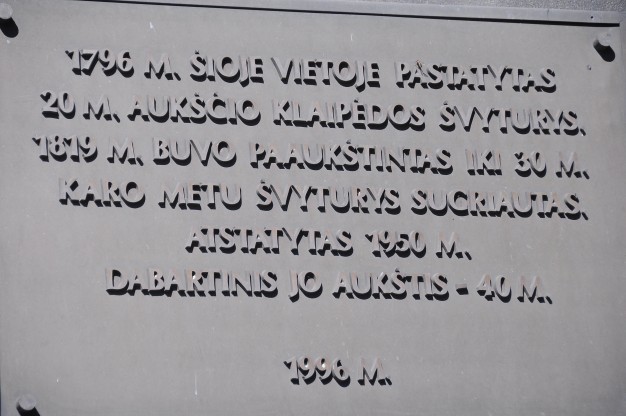 1796 M. ŠIOJE VIETOJE PASTATYTAS
20 M. AUKŠČIO KLAIPĖDOS ŠVYTURYS.
1819 M. BUVO PAAUKŠTINTAS IKI 30 M.
KARO METU ŠVYTURYS SUGRIAUTAS.
ATSTATYTAS 1950 M.
DABARTINIS JO AUKŠTIS - 40 M.
1996 M.